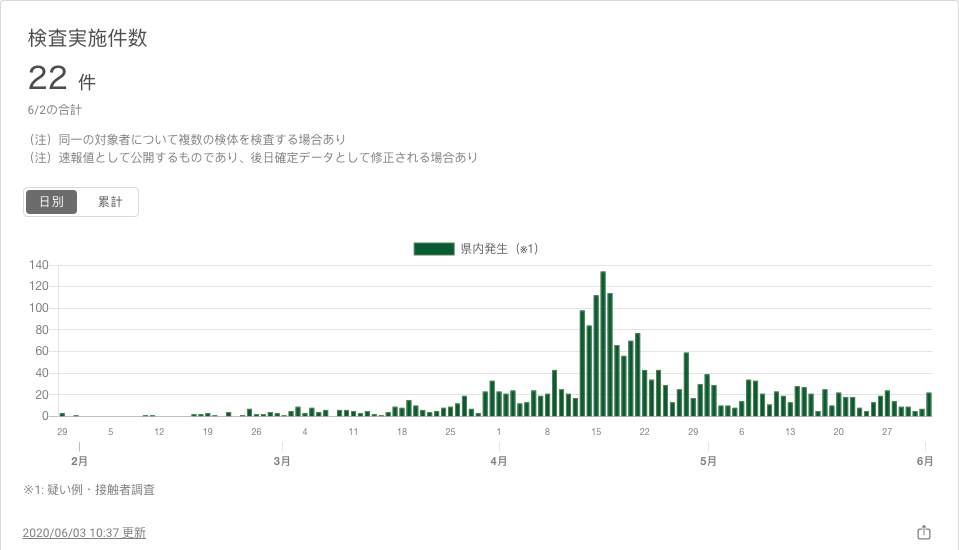 検査実施件数
22 件
6/2の合計
（注）同一の対象者について複数の検体を検査する場合あり
（注）速報値として公開するものであり、後日確定データとして修正される場合あり
日別 累計
県内発生（※1）
140
120
100
80
60
40
20
0
29 5 12 19 26 4 11 18 25 1 8 15 22 29 6 13 20 27
2月 3月 4月 5月 6月
※1: 疑い例・接触者調査
2020/06/03 10:37 更新